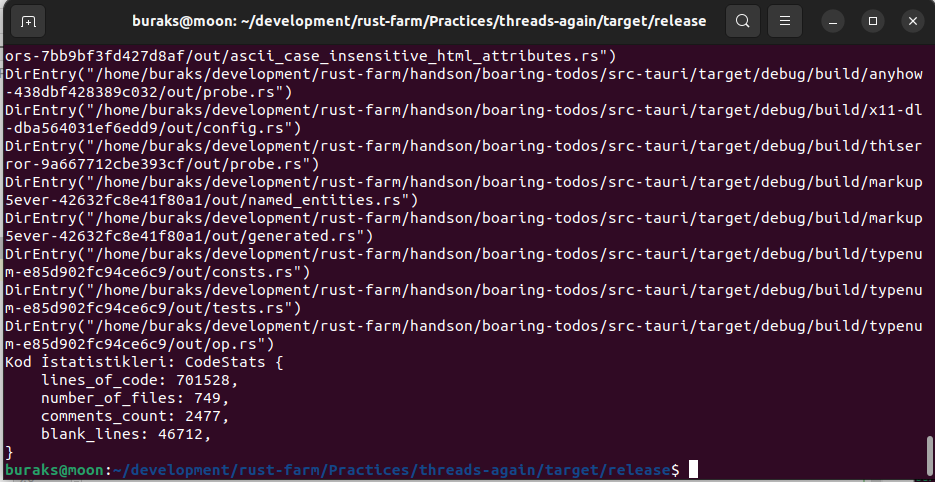 buraks@moon: ~/development/rust-farm/Practices/threads-again/target/release
ors-7bb9bf3fd427d8af/out/ascii_case_insensitive_html_attributes.rs")
DirEntry("/home/buraks/development/rust-farm/handson/boaring-todos/src-tauri/target/debug/build/anyhow
-438dbf428389c032/out/probe.rs")
DirEntry("/home/buraks/development/rust-farm/handson/boaring-todos/src-tauri/target/debug/build/x11-dl
-dba564031ef6edd9/out/config.rs")
DirEntry("/home/buraks/development/rust-farm/handson/boaring-todos/src-tauri/target/debug/build/thiser
ror-9a667712cbe393cf/out/probe.rs")
DirEntry("/home/buraks/development/rust-farm/handson/boaring-todos/src-tauri/target/debug/build/markup
5ever-42632fc8e41f80a1/out/named_entities.rs")
DirEntry("/home/buraks/development/rust-farm/handson/boaring-todos/src-tauri/target/debug/build/markup
5ever-42632fc8e41f80a1/out/generated.rs")
DirEntry("/home/buraks/development/rust-farm/handson/boaring-todos/src-tauri/target/debug/build/typenu
m-e85d902fc94ce6c9/out/consts.rs")
DirEntry("/home/buraks/development/rust-farm/handson/boaring-todos/src-tauri/target/debug/build/typenu
m-e85d902fc94ce6c9/out/tests.rs")
DirEntry("/home/buraks/development/rust-farm/handson/boaring-todos/src-tauri/target/debug/build/typenu
m-e85d902fc94ce6c9/out/op.rs")
Kod İstatistikleri: CodeStats {
    lines_of_code: 701528,
    number_of_files: 749,
    comments_count: 2477,
    blank_lines: 46712,
}
buraks@moon:~/development/rust-farm/Practices/threads-again/target/release$